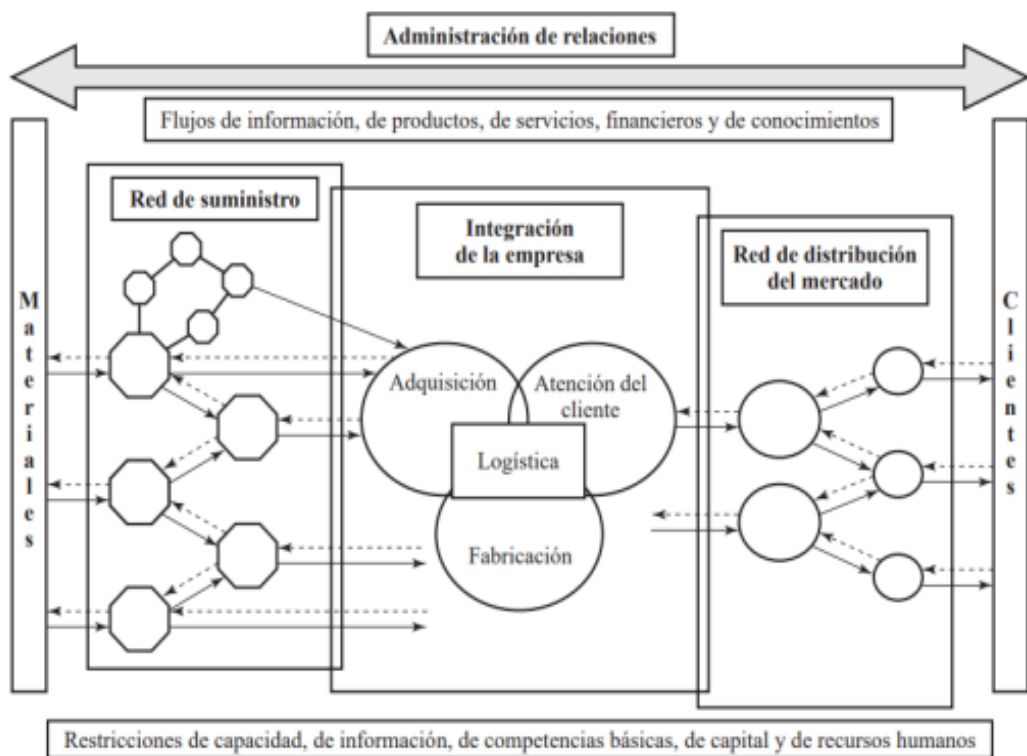 Administración de relaciones
Flujos de información, de productos, de servicios, financieros y de conocimientos
Red de suministro
Integración
de la empresa
Red de distribución
del mercado
Materiales
Adquisición
Atención del
cliente
Logística
Fabricación
Clientes
Restricciones de capacidad, de información, de competencias básicas, de capital y de recursos humanos